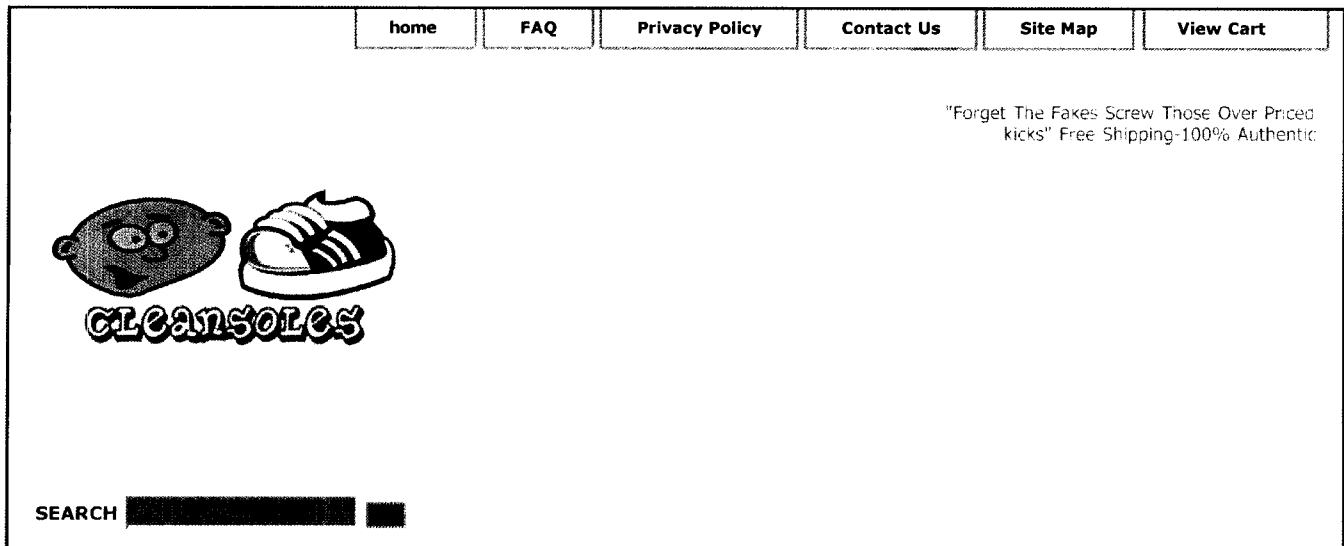 home FAQ Privacy Policy Contact Us Site Map View Cart
"Forget The Fakes Screw Those Over Priced
kicks" Free Shipping-100% Authentic
CLeansoles
SEARCH